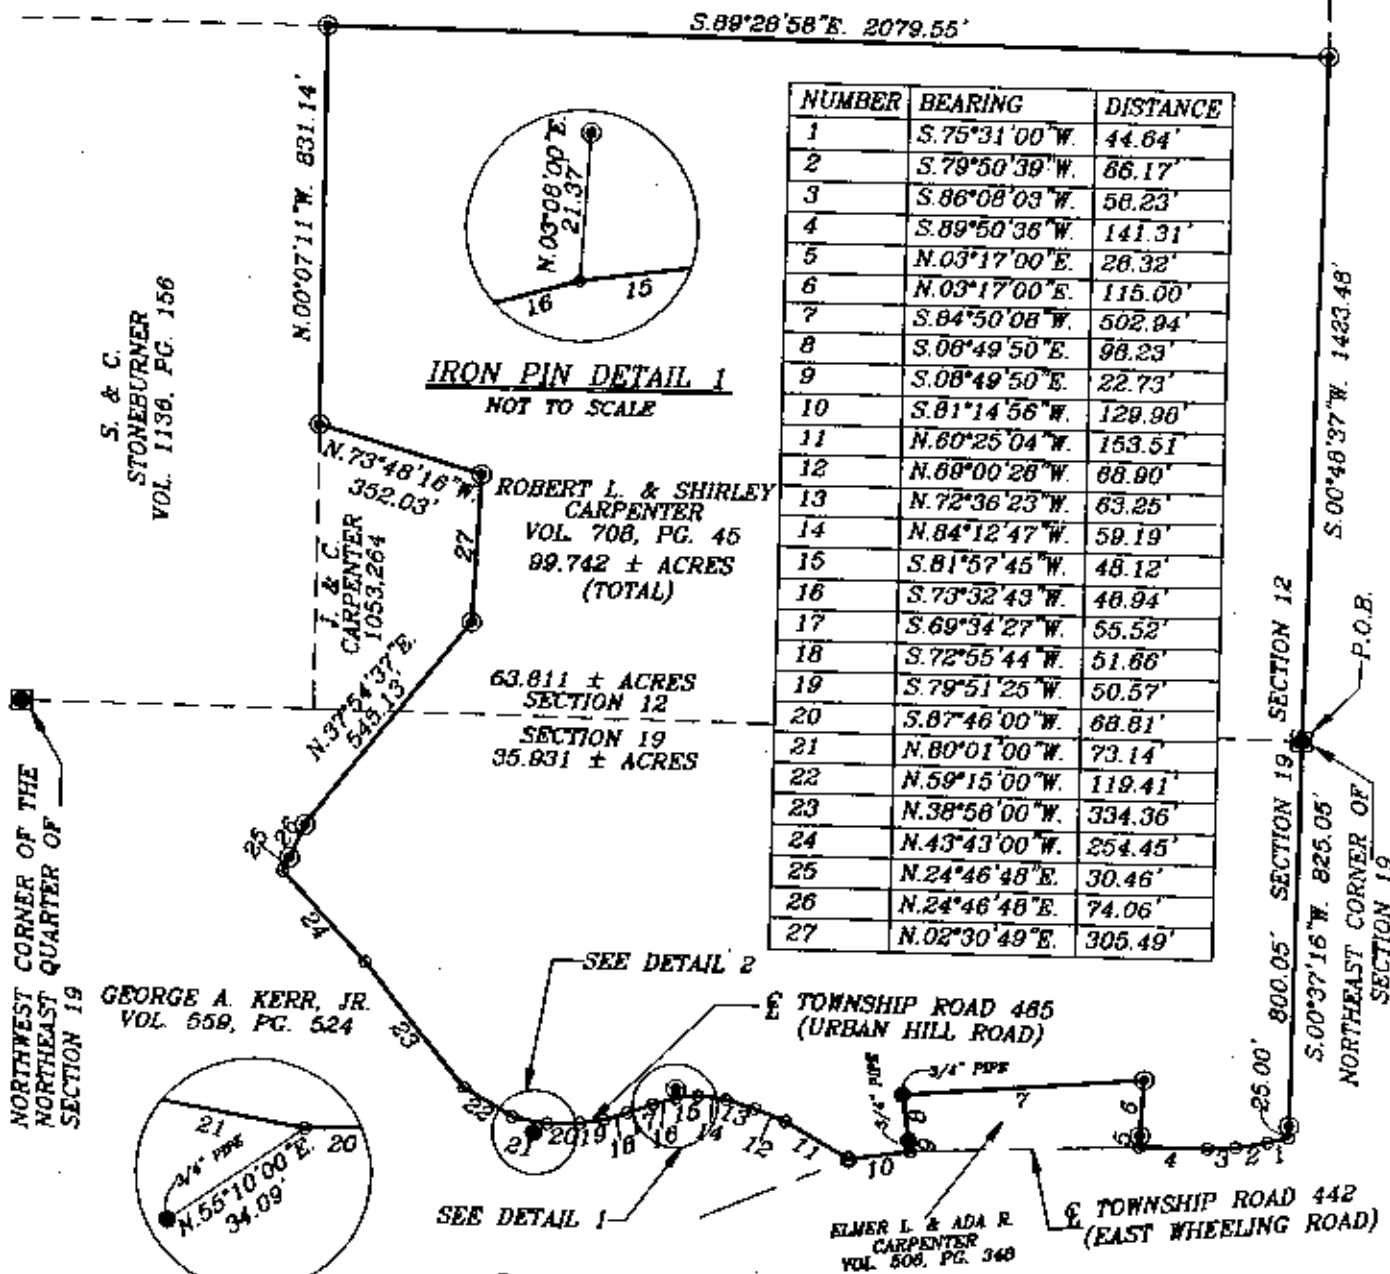 S.89°28'58"E. 2079.55'
N.00°07'11"W. 831.14'
N.03°08'00"E.
21.37
16
15
IRON PIN DETAIL 1
NOT TO SCALE
S. & C.
STONEBURNER
VOL. 1136, PG. 156
N.73°48'16"W.
352.03'
ROBERT L. & SHIRLEY
CARPENTER
VOL. 708, PG. 45
99.742 ± ACRES
(TOTAL)
27
& C.
CARPENTER
1053,264
N.37°54'37"E.
545.13'
63.811 ± ACRES
SECTION 12
SECTION 19
35.931 ± ACRES
NUMBER BEARING DISTANCE
1 S.75°31'00"W. 44.64'
2 S.79°50'39"W. 66.17'
3 S.86°08'03"W. 58.23'
4 S.89°50'36"W. 141.31'
5 N.03°17'00"E. 26.32'
6 N.03°17'00"E. 115.00'
7 S.84°50'08"W. 502.94'
8 S.06°49'50"E. 98.23'
9 S.06°49'50"E. 22.73'
10 S.81°14'56"W. 129.96'
11 N.60°25'04"W. 153.51'
12 N.69°00'26"W. 68.90'
13 N.72°36'23"W. 63.25'
14 N.84°12'47"W. 59.19'
15 S.81°57'45"W. 48.12'
16 S.73°32'43"W. 48.94'
17 S.69°34'27"W. 55.52'
18 S.72°55'44"W. 51.66'
19 S.79°51'25"W. 50.57'
20 S.87°46'00"W. 68.81'
21 N.80°01'00"W. 73.14'
22 N.59°15'00"W. 119.41'
23 N.38°58'00"W. 334.36'
24 N.43°43'00"W. 254.45'
25 N.24°46'48"E. 30.46'
26 N.24°46'48"E. 74.06'
27 N.02°30'49"E. 305.49'
S.00°48'37"W. 1423.48'
SECTION 12
SECTION 19
P.O.B.
800.05'
S.00°37'16"W. 825.05'
25.00'
NORTHEAST CORNER OF
SECTION 19
NORTHWEST CORNER OF THE
NORTHEAST QUARTER OF
SECTION 19
25
26
24
23
22
GEORGE A. KERR, JR.
VOL. 559, PG. 524
SEE DETAIL 2
℄ TOWNSHIP ROAD 465
(URBAN HILL ROAD)
21
20
3/4" PIPE
N.55°10'00"E.
34.09'
21
20
19
18
16
15
14
13
12
11
10
9
8
7
6
5
4
3
2
1
3/4" PIPE
3/4" PIPE
SEE DETAIL 1
ELMER L. & ADA R.
CARPENTER
VOL. 506, PG. 348
℄ TOWNSHIP ROAD 442
(EAST WHEELING ROAD)